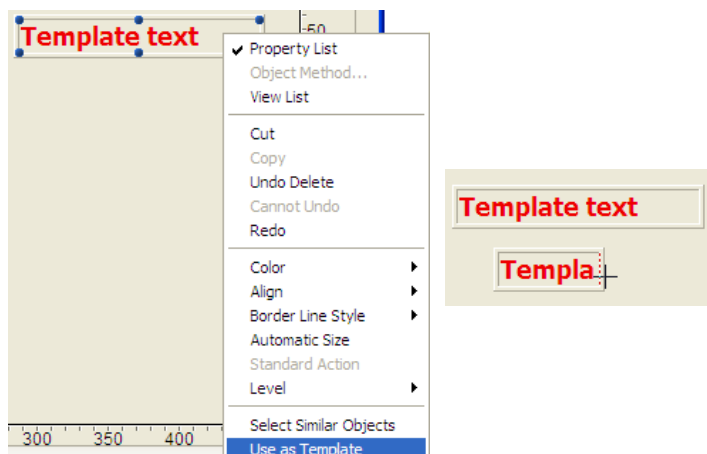 Template text
50
Property List
Object Method...
View List
Cut
Copy
Undo Delete
Cannot Undo
Redo
Color
Align
Border Line Style
Automatic Size
Standard Action
Level
Select Similar Objects
Use as Template
300 350 400
Template text
Templa